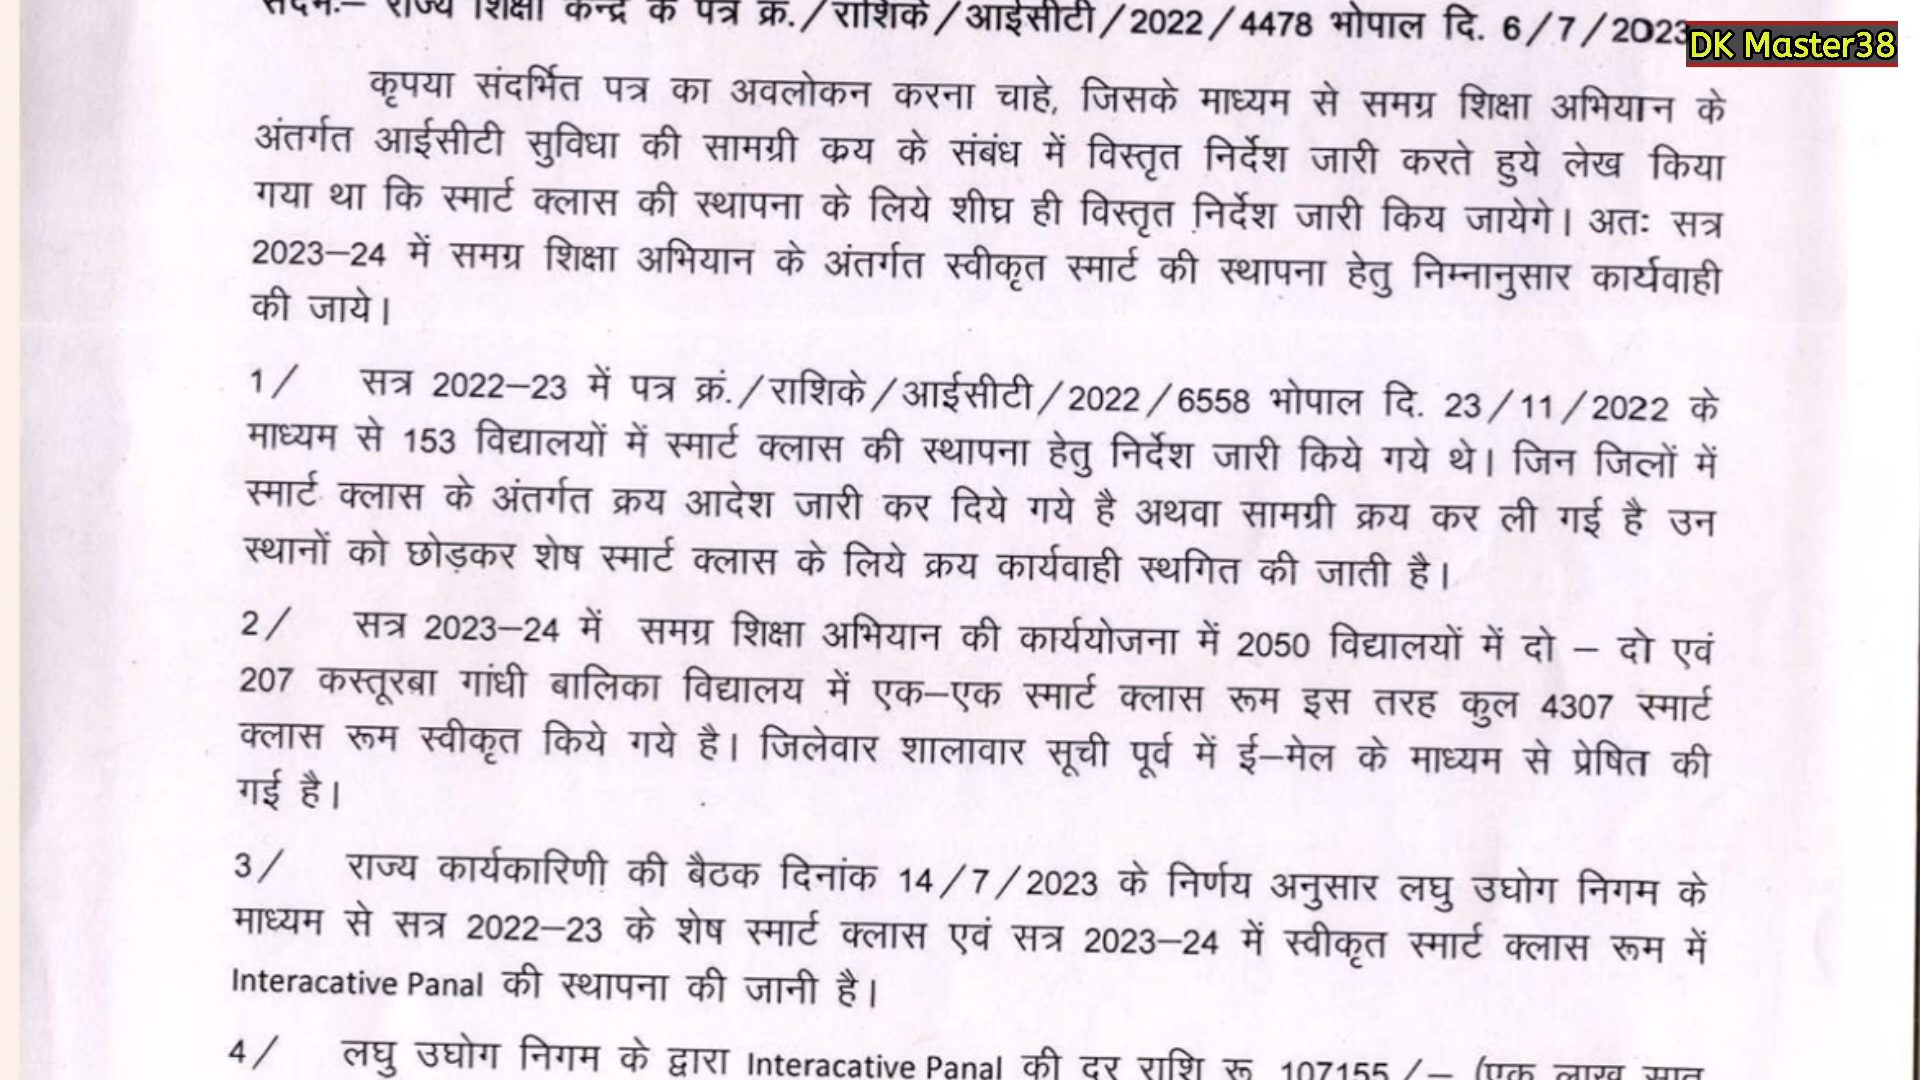 संदर्भ:– राज्य शिक्षा केन्द्र के पत्र क्र./राशिके/आईसीटी/2022/4478 भोपाल दि. 6/7/2023
DK Master38
कृपया संदर्भित पत्र का अवलोकन करना चाहे, जिसके माध्यम से समग्र शिक्षा अभियान के
अंतर्गत आईसीटी सुविधा की सामग्री क्रय के संबंध में विस्तृत निर्देश जारी करते हुये लेख किया
गया था कि स्मार्ट क्लास की स्थापना के लिये शीघ्र ही विस्तृत निर्देश जारी किय जायेगे। अतः सत्र
2023–24 में समग्र शिक्षा अभियान के अंतर्गत स्वीकृत स्मार्ट की स्थापना हेतु निम्नानुसार कार्यवाही
की जाये।
1/ सत्र 2022–23 में पत्र क्रं./राशिके/आईसीटी/2022/6558 भोपाल दि. 23/11/2022 के
माध्यम से 153 विद्यालयों में स्मार्ट क्लास की स्थापना हेतु निर्देश जारी किये गये थे। जिन जिलों में
स्मार्ट क्लास के अंतर्गत क्रय आदेश जारी कर दिये गये है अथवा सामग्री क्रय कर ली गई है उन
स्थानों को छोड़कर शेष स्मार्ट क्लास के लिये क्रय कार्यवाही स्थगित की जाती है।
2/ सत्र 2023–24 में समग्र शिक्षा अभियान की कार्ययोजना में 2050 विद्यालयों में दो – दो एवं
207 कस्तूरबा गांधी बालिका विद्यालय में एक–एक स्मार्ट क्लास रूम इस तरह कुल 4307 स्मार्ट
क्लास रूम स्वीकृत किये गये है। जिलेवार शालावार सूची पूर्व में ई–मेल के माध्यम से प्रेषित की
गई है।
3/ राज्य कार्यकारिणी की बैठक दिनांक 14/7/2023 के निर्णय अनुसार लघु उघोग निगम के
माध्यम से सत्र 2022–23 के शेष स्मार्ट क्लास एवं सत्र 2023–24 में स्वीकृत स्मार्ट क्लास रूम में
Interacative Panal की स्थापना की जानी है।
4/ लघु उघोग निगम के द्वारा Interacative Panal की दर राशि रू 107155/– (एक लाख सात